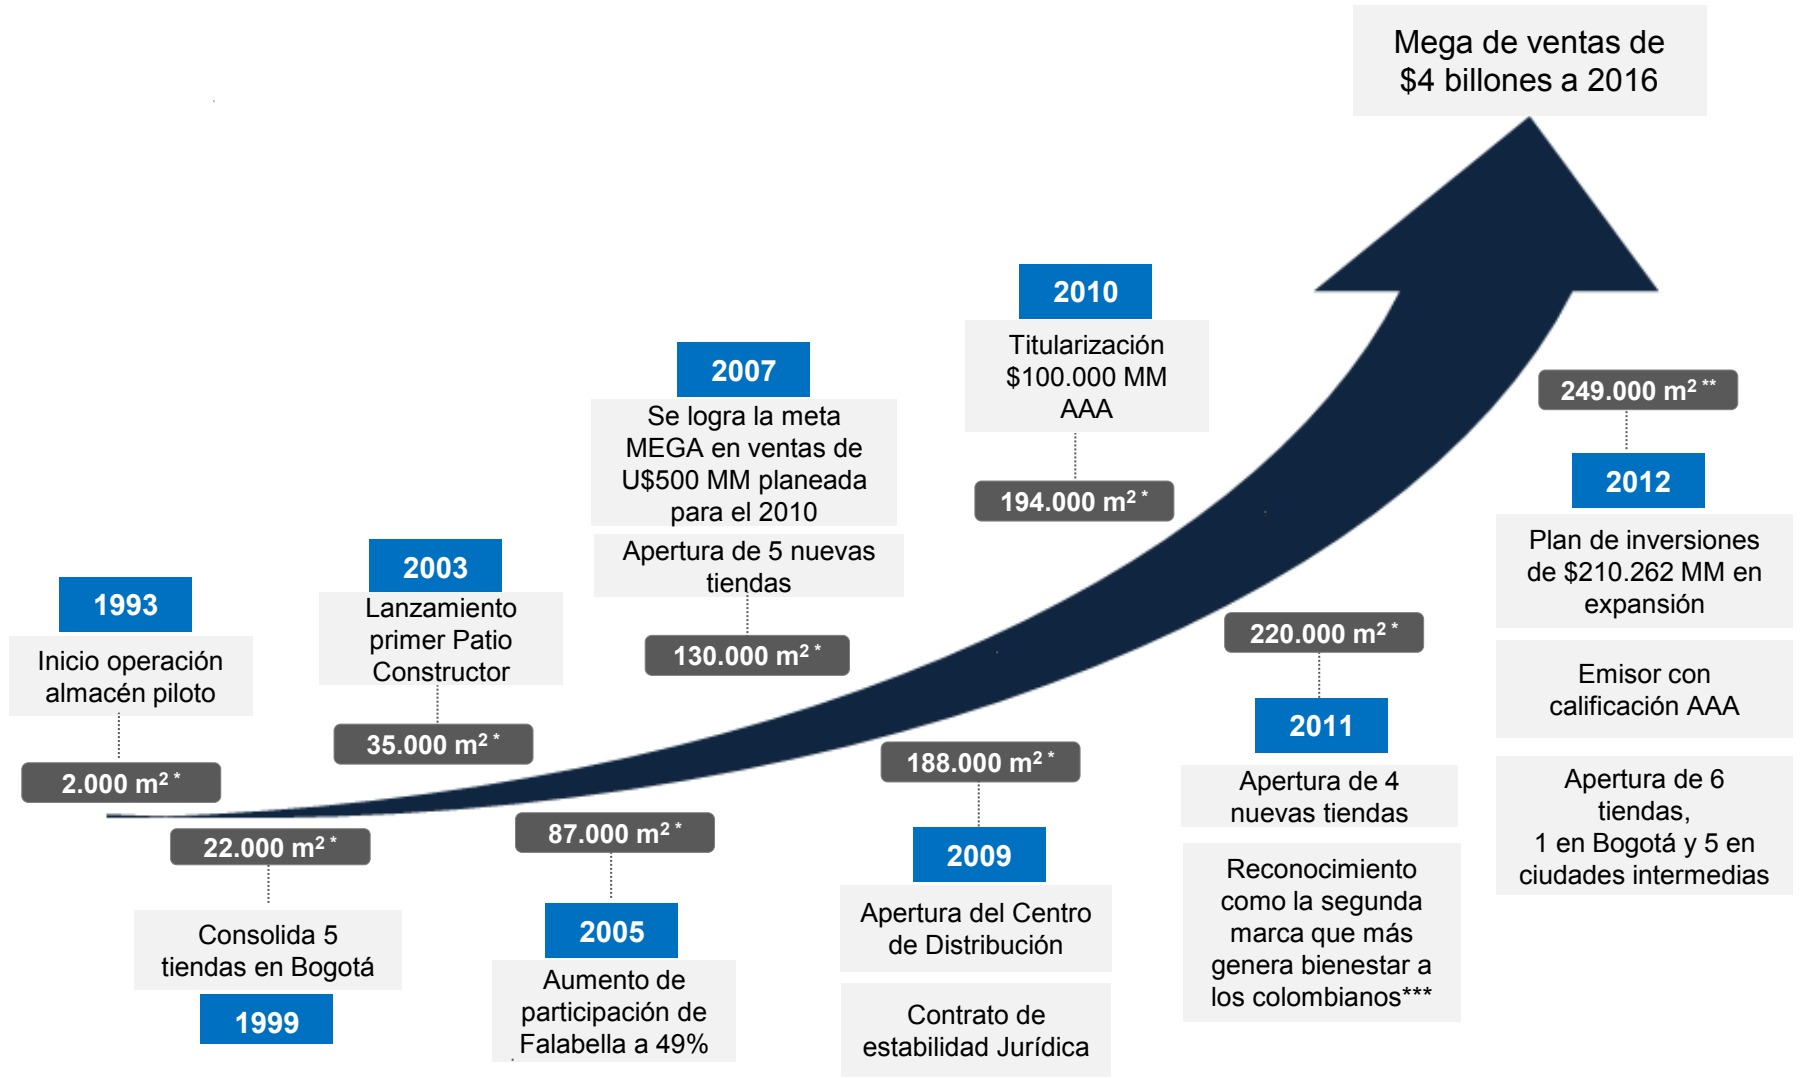 Mega de ventas de
$4 billones a 2016
1993
Inicio operación
almacén piloto
2.000 m² *
22.000 m² *
Consolida 5
tiendas en Bogotá
1999
2003
Lanzamiento
primer Patio
Constructor
35.000 m² *
87.000 m² *
2005
Aumento de
participación de
Falabella a 49%
2007
Se logra la meta
MEGA en ventas de
U$500 MM planeada
para el 2010
Apertura de 5 nuevas
tiendas
130.000 m² *
188.000 m² *
2009
Apertura del Centro
de Distribución
Contrato de
estabilidad Jurídica
2010
Titularización
$100.000 MM
AAA
194.000 m² *
220.000 m² *
2011
Apertura de 4
nuevas tiendas
Reconocimiento
como la segunda
marca que más
genera bienestar a
los colombianos***
249.000 m² **
2012
Plan de inversiones
de $210.262 MM en
expansión
Emisor con
calificación AAA
Apertura de 6
tiendas,
1 en Bogotá y 5 en
ciudades intermedias